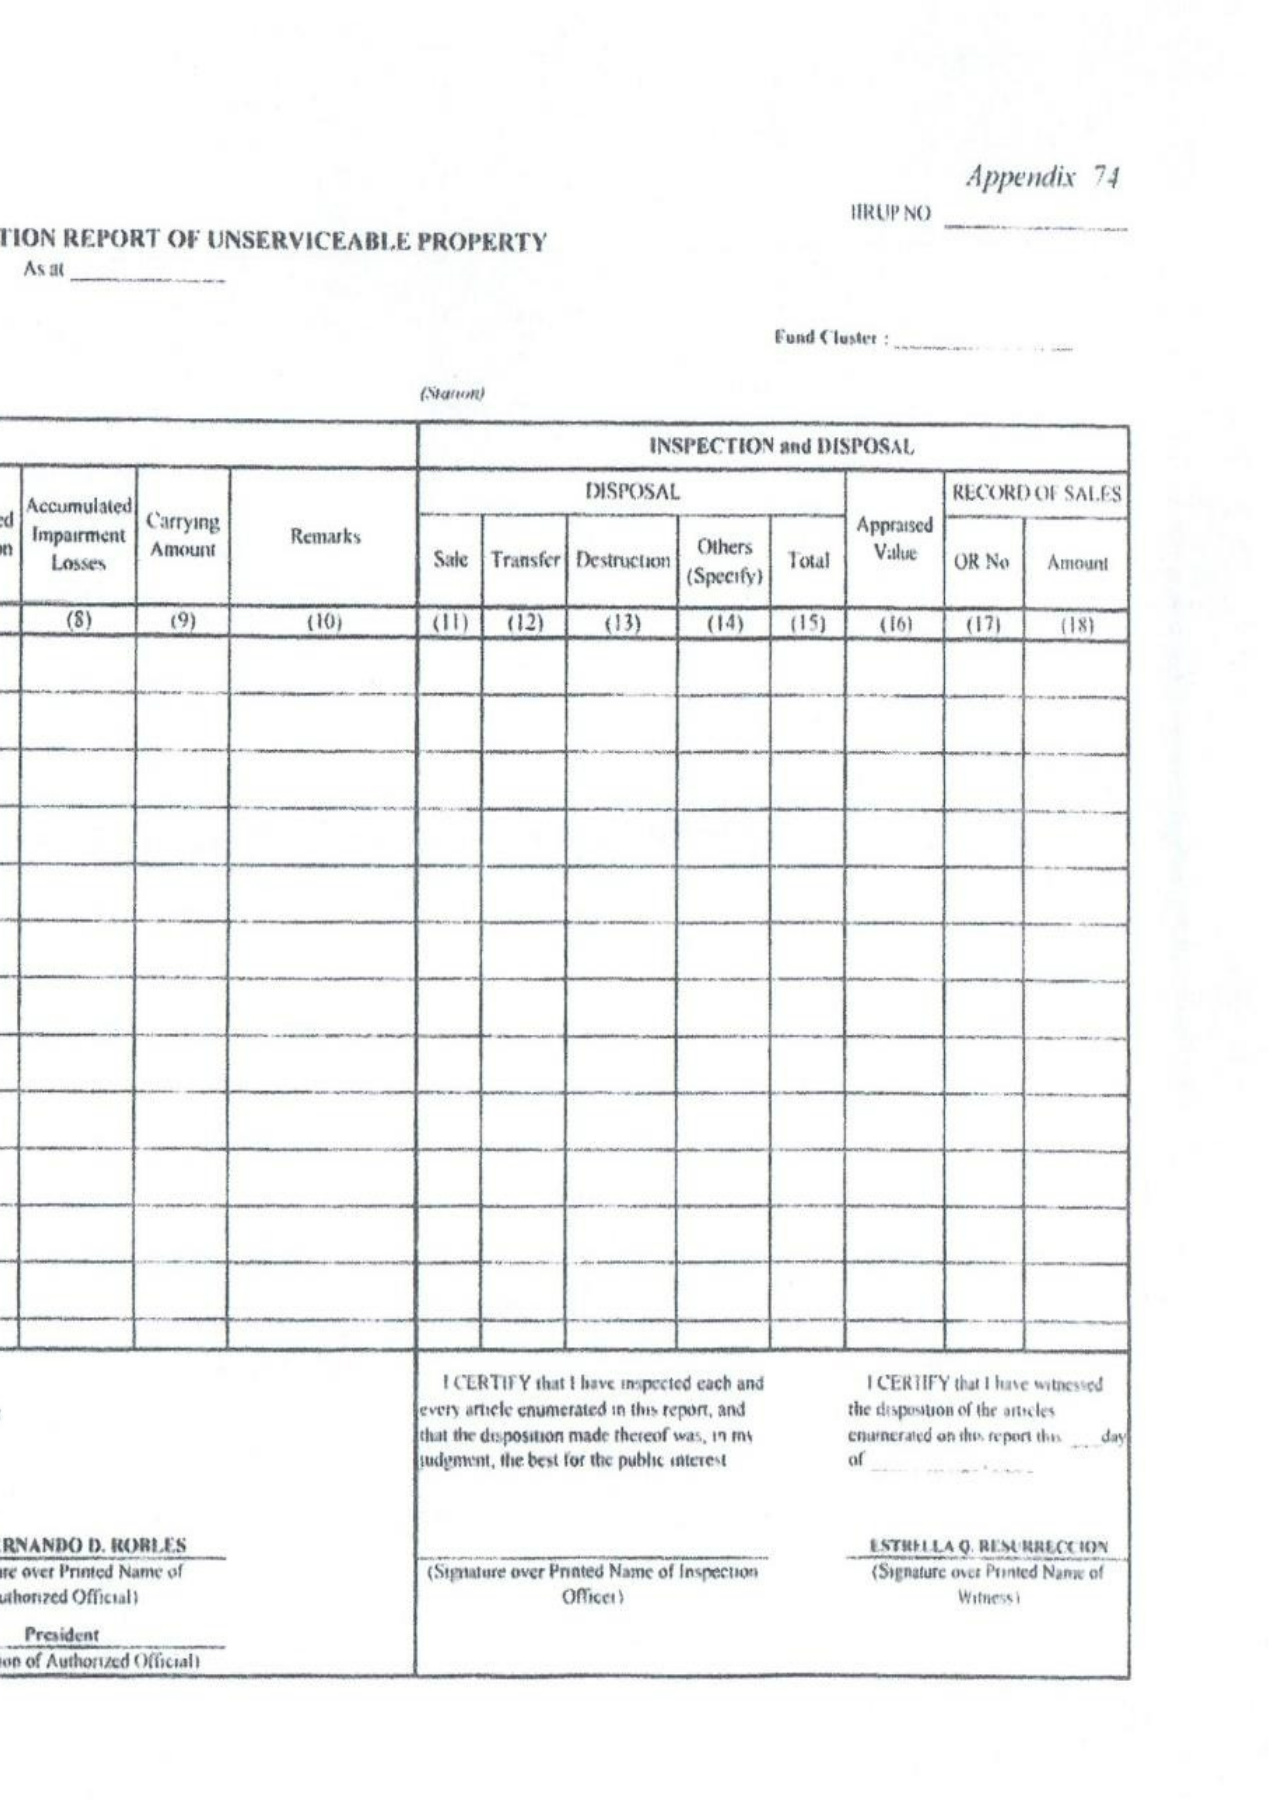 Appendix 74
IIRUP NO
TION REPORT OF UNSERVICEABLE PROPERTY
As at
Fund Cluster :
(Station)
INSPECTION and DISPOSAL
DISPOSAL
RECORD OF SALES
ed
on
Accumulated
Impairment
Losses
Carrying
Amount
Remarks
Sale
Transfer
Destruction
Others
(Specify)
Total
Appraised
Value
OR No
Amount
(8) (9) (10) (11) (12) (13) (14) (15) (16) (17) (18)
I CERTIFY that I have inspected each and
every article enumerated in this report, and
that the disposition made thereof was, in my
judgment, the best for the public interest
I CERTIFY that I have witnessed
the disposition of the articles
enumerated on this report this ___ day
of
RNANDO D. ROBLES
ure over Printed Name of
uthorized Official)
President
ion of Authorized Official)
(Signature over Printed Name of Inspection
Officer)
ESTRELLA Q. RESURRECCION
(Signature over Printed Name of
Witness)